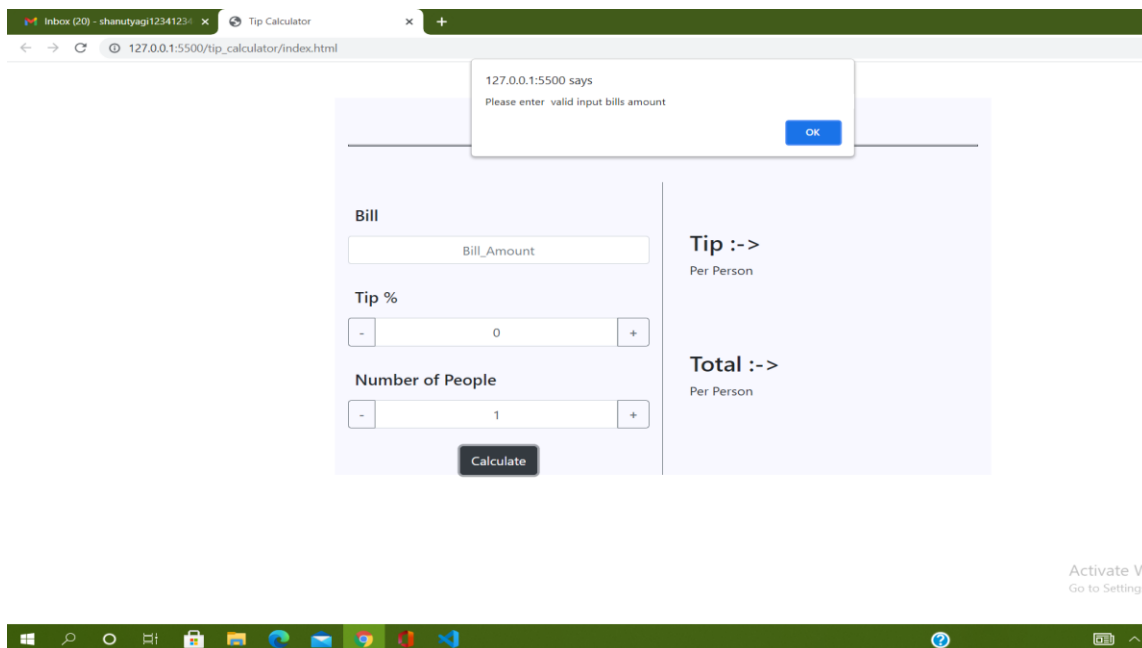 Inbox (20) - shanutyagi12341234
Tip Calculator
127.0.0.1:5500/tip_calculator/index.html
127.0.0.1:5500 says
Please enter  valid input bills amount
OK
Bill
Bill_Amount
Tip %
- 0 +
Number of People
- 1 +
Calculate
Tip :->
Per Person
Total :->
Per Person
Activate W
Go to Setting